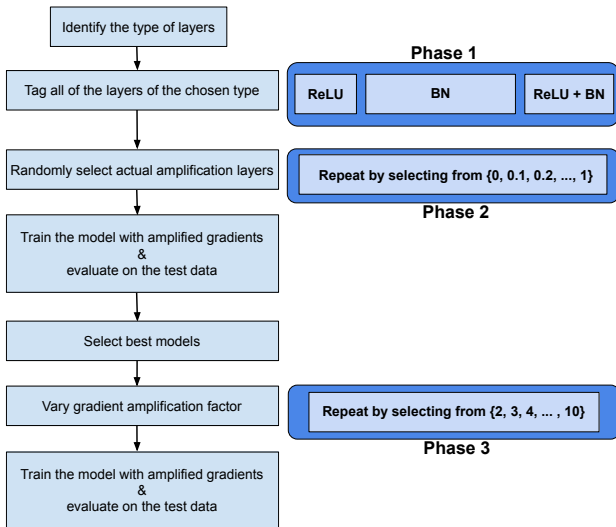 Identify the type of layers
Phase 1
Tag all of the layers of the chosen type
ReLU
BN
ReLU + BN
Randomly select actual amplification layers
Repeat by selecting from {0, 0.1, 0.2, ..., 1}
Phase 2
Train the model with amplified gradients
&
evaluate on the test data
Select best models
Vary gradient amplification factor
Repeat by selecting from {2, 3, 4, ... , 10}
Phase 3
Train the model with amplified gradients
&
evaluate on the test data